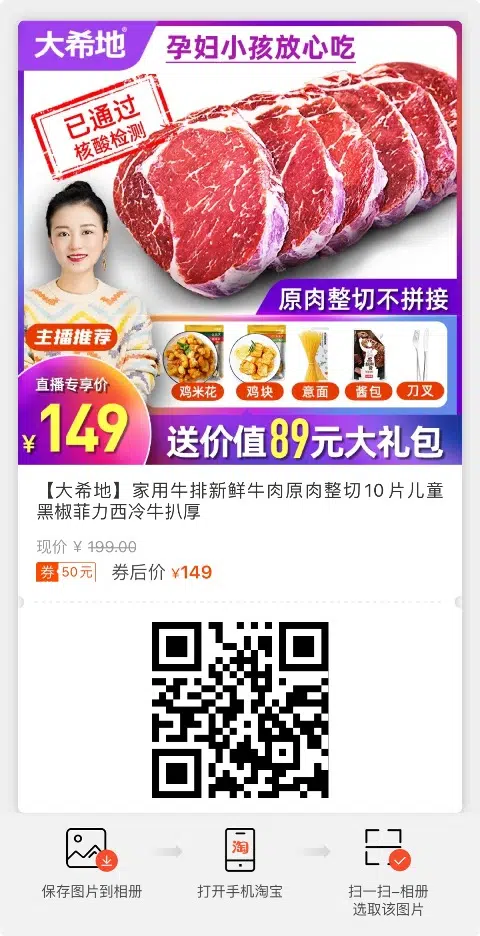 大希地®
孕妇小孩放心吃
已通过
核酸检测
原肉整切不拼接
主播推荐
鸡米花
鸡块
意面
酱包
刀叉
直播专享价
¥149
送价值89元大礼包
【大希地】家用牛排新鲜牛肉原肉整切10片儿童
黑椒菲力西冷牛扒厚
现价 ¥ 199.00
券 50元 券后价 ¥149
淘
保存图片到相册
打开手机淘宝
扫一扫-相册
选取该图片